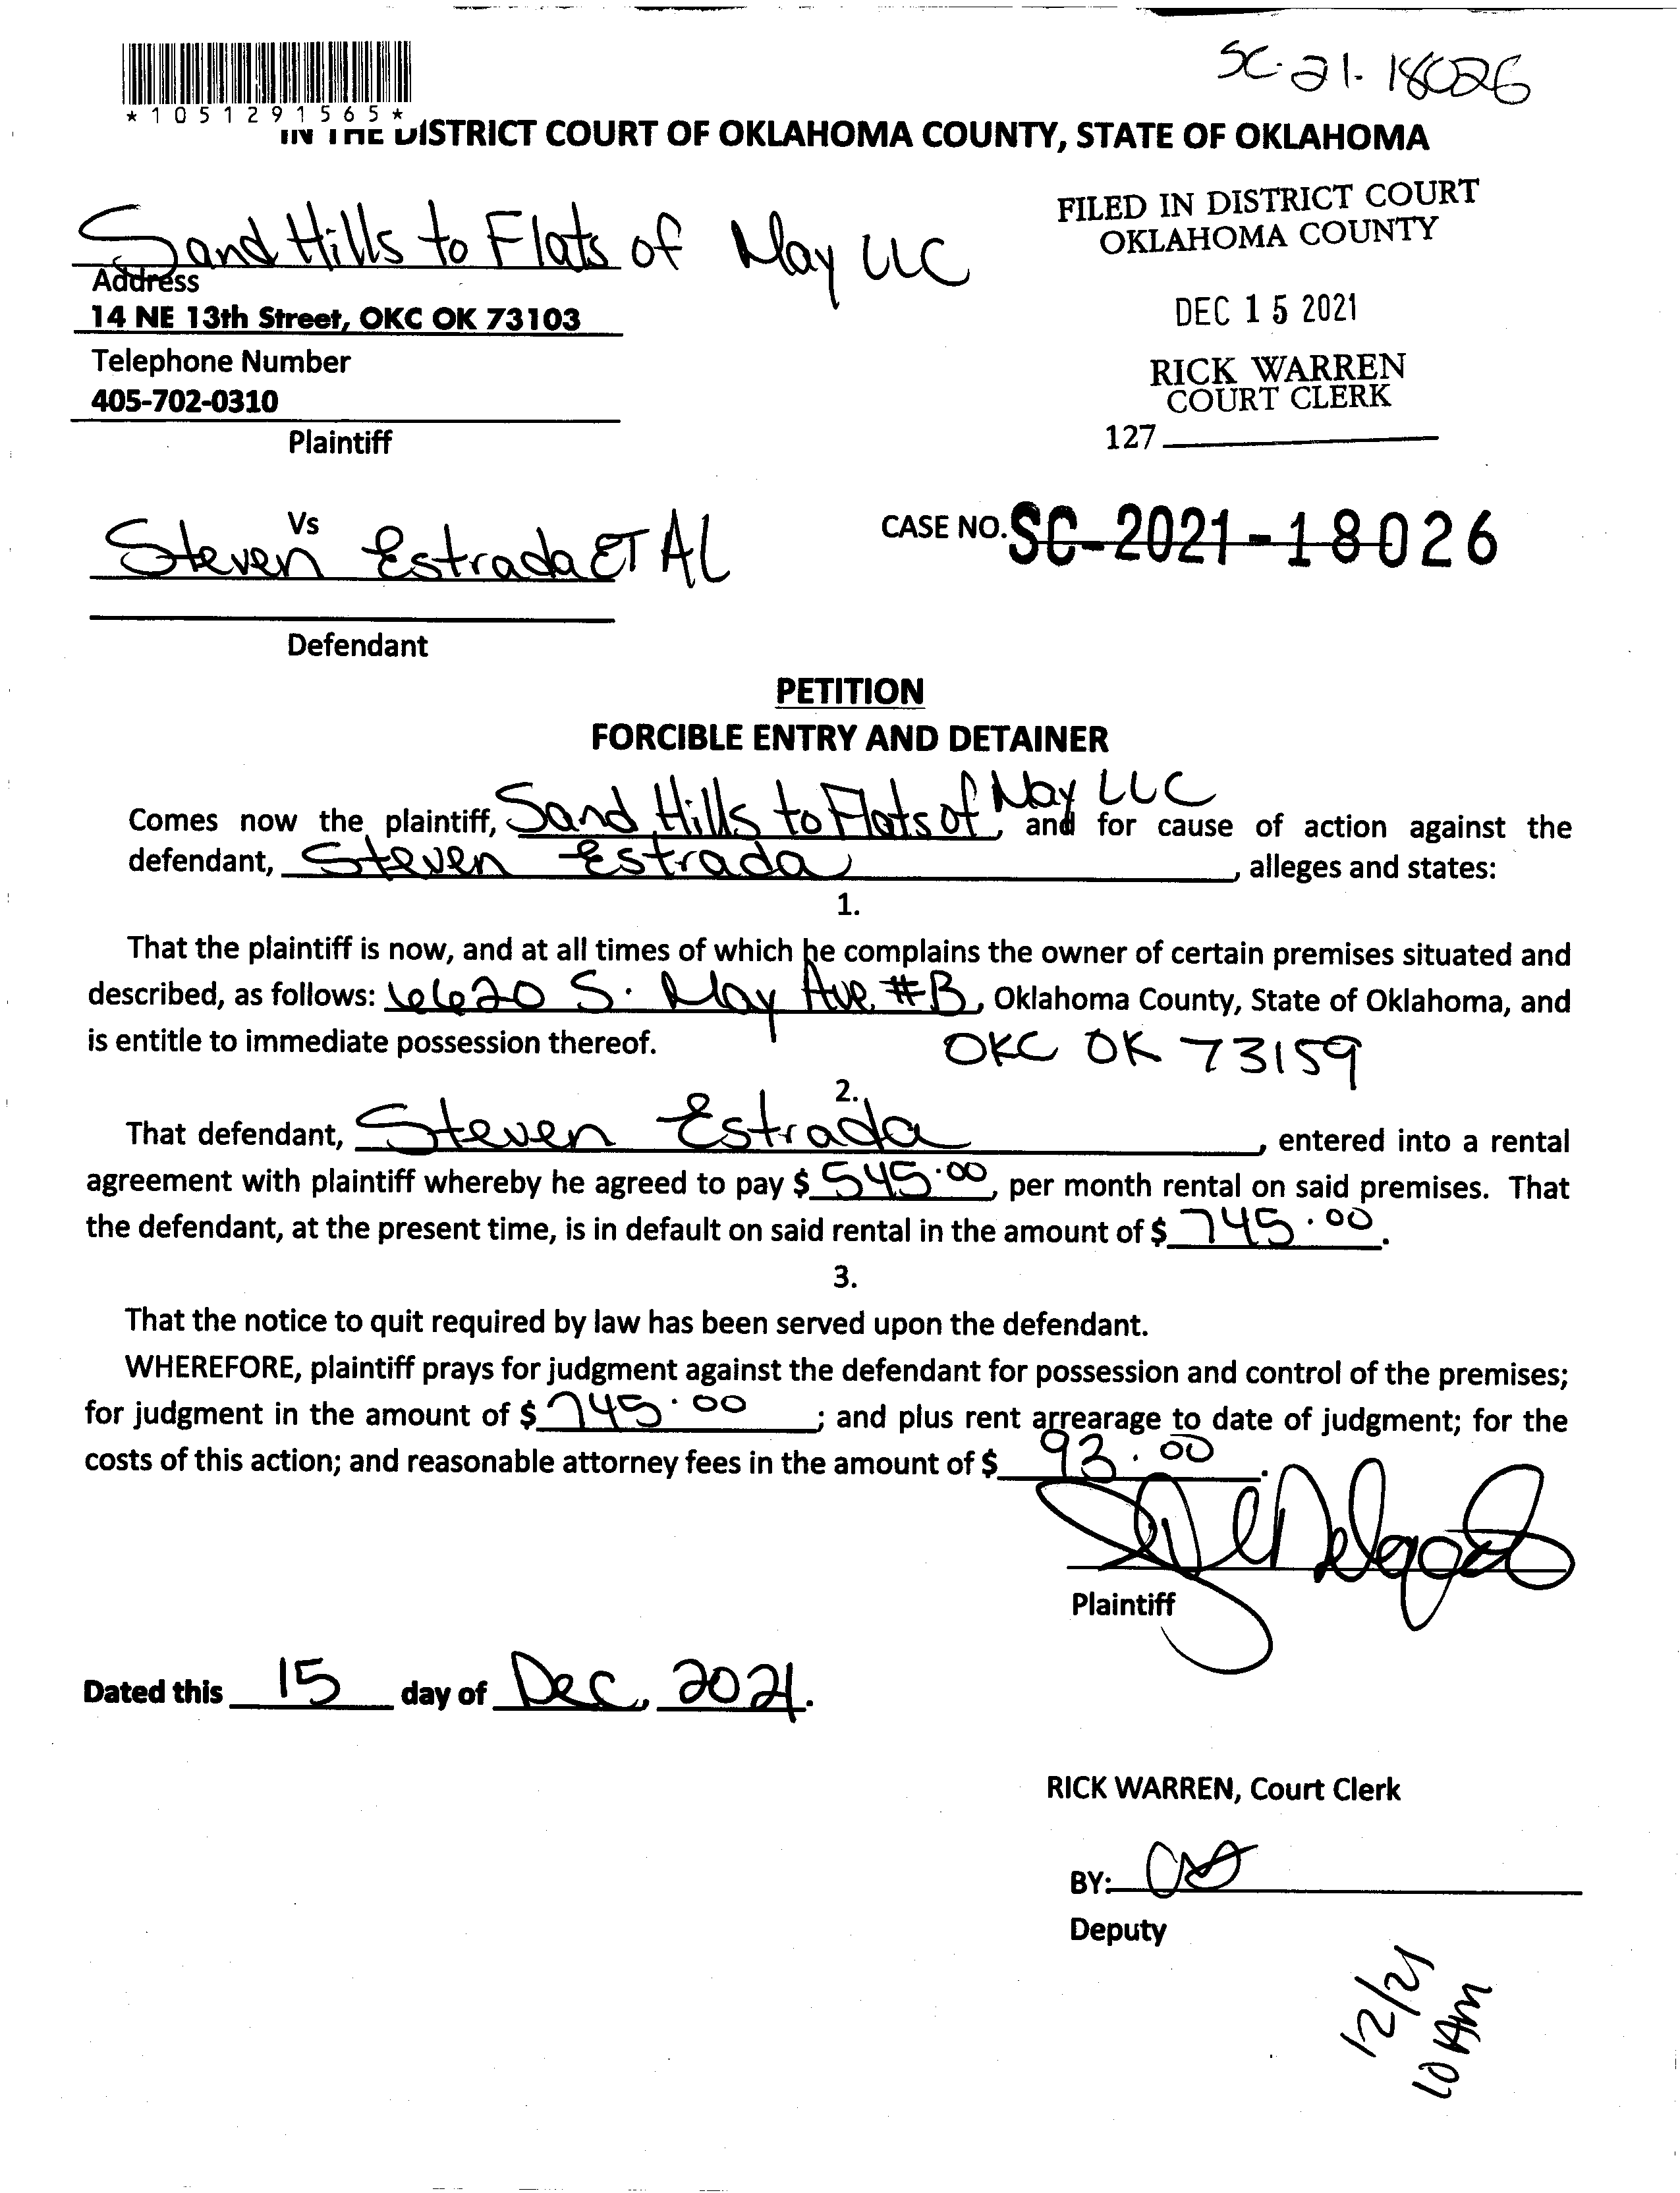 SC-21-18026
*1051291565*
IN THE DISTRICT COURT OF OKLAHOMA COUNTY, STATE OF OKLAHOMA
FILED IN DISTRICT COURT
OKLAHOMA COUNTY
Sand Hills to Flats of May LLC
Address
14 NE 13th Street, OKC OK 73103
DEC 15 2021
Telephone Number
RICK WARREN
COURT CLERK
405-702-0310
127
Plaintiff
Vs
CASE NO. SC-2021-18026
Steven Estrada ET AL
Defendant
PETITION
FORCIBLE ENTRY AND DETAINER
Comes now the plaintiff, Sand Hills to Flats of May LLC, and for cause of action against the
defendant, Steven Estrada, alleges and states:
1.
That the plaintiff is now, and at all times of which he complains the owner of certain premises situated and
described, as follows: 6620 S. May Ave #B, Oklahoma County, State of Oklahoma, and
is entitle to immediate possession thereof. OKC OK 73159
2.
That defendant, Steven Estrada, entered into a rental
agreement with plaintiff whereby he agreed to pay $ 545.00, per month rental on said premises. That
the defendant, at the present time, is in default on said rental in the amount of $ 745.00.
3.
That the notice to quit required by law has been served upon the defendant.
WHEREFORE, plaintiff prays for judgment against the defendant for possession and control of the premises;
for judgment in the amount of $ 745.00; and plus rent arrearage to date of judgment; for the
costs of this action; and reasonable attorney fees in the amount of $ 93.00.
Plaintiff
Dated this 15 day of Dec, 2021.
RICK WARREN, Court Clerk
BY:
Deputy
12/21
10 AM